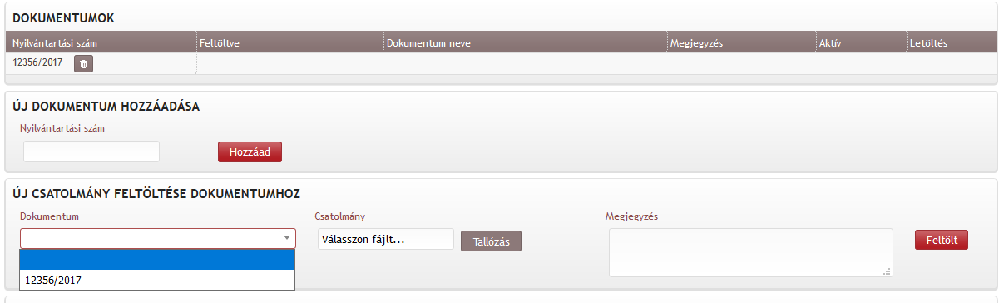 DOKUMENTUMOK
Nyilvántartási szám Feltöltve Dokumentum neve Megjegyzés Aktív Letöltés
12356/2017
ÚJ DOKUMENTUM HOZZÁADÁSA
Nyilvántartási szám
Hozzáad
ÚJ CSATOLMÁNY FELTÖLTÉSE DOKUMENTUMHOZ
Dokumentum Csatolmány Megjegyzés
Válasszon fájlt... Tallózás Feltölt
12356/2017